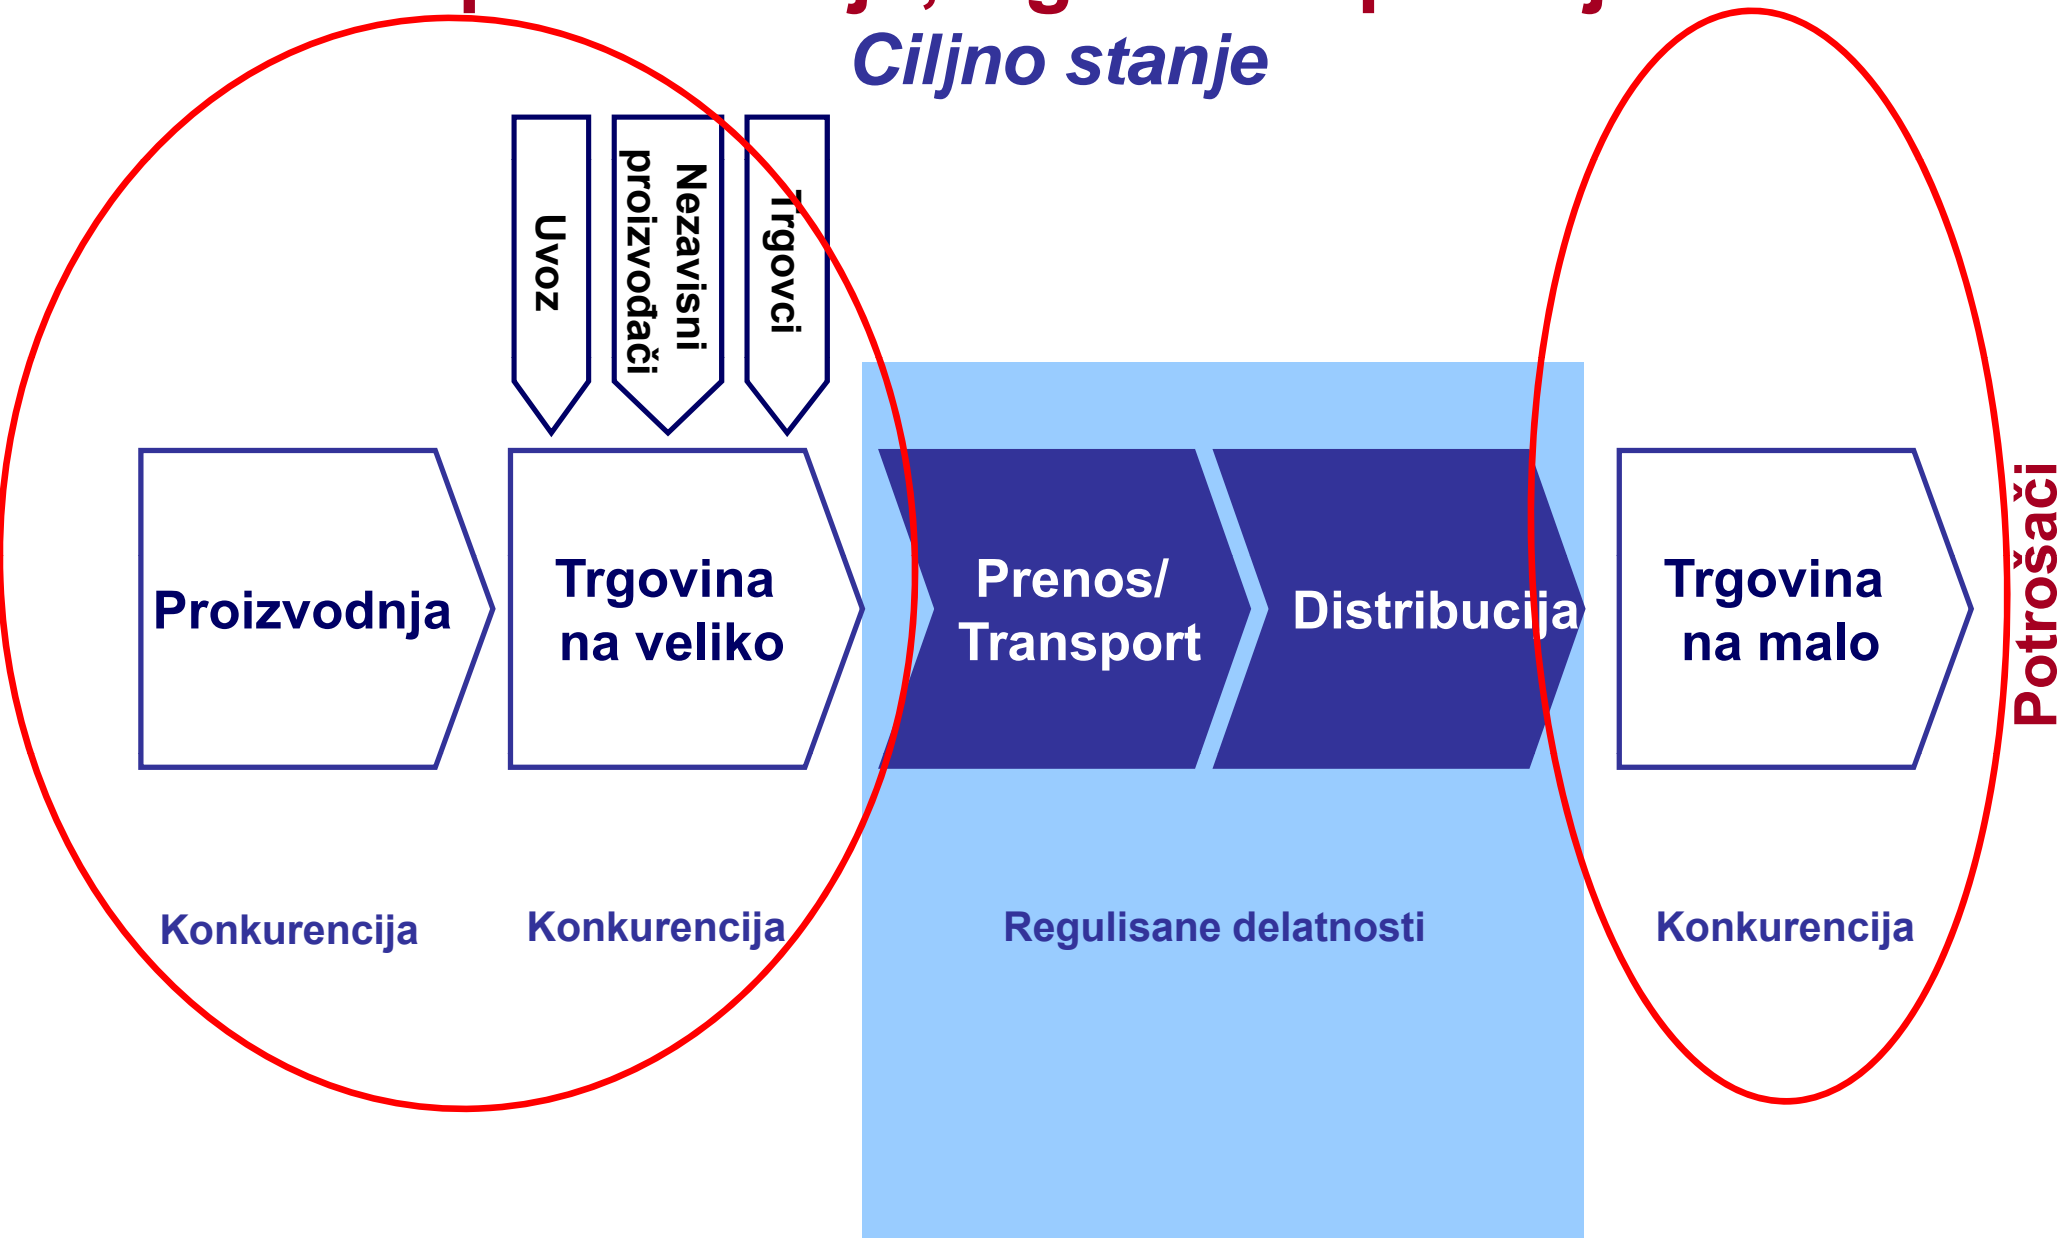 Ciljno stanje
Uvoz
Nezavisni
proizvođači
Trgovci
Proizvodnja
Trgovina
na veliko
Prenos/
Transport
Distribucija
Trgovina
na malo
Potrošači
Konkurencija
Konkurencija
Regulisane delatnosti
Konkurencija